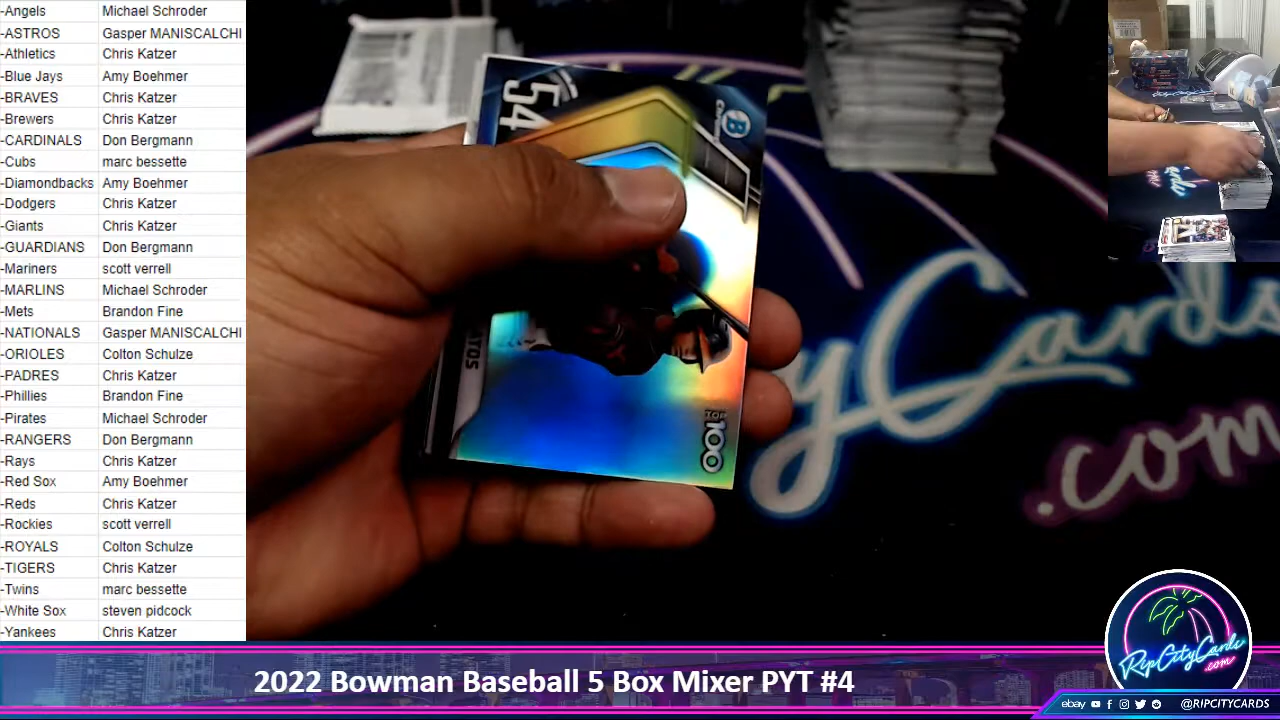 -Angels Michael Schroder
-ASTROS Gasper MANISCALCHI
-Athletics Chris Katzer
-Blue Jays Amy Boehmer
-BRAVES Chris Katzer
-Brewers Chris Katzer
-CARDINALS Don Bergmann
-Cubs marc bessette
-Diamondbacks Amy Boehmer
-Dodgers Chris Katzer
-Giants Chris Katzer
-GUARDIANS Don Bergmann
-Mariners scott verrell
-MARLINS Michael Schroder
-Mets Brandon Fine
-NATIONALS Gasper MANISCALCHI
-ORIOLES Colton Schulze
-PADRES Chris Katzer
-Phillies Brandon Fine
-Pirates Michael Schroder
-RANGERS Don Bergmann
-Rays Chris Katzer
-Red Sox Amy Boehmer
-Reds Chris Katzer
-Rockies scott verrell
-ROYALS Colton Schulze
-TIGERS Chris Katzer
-Twins marc bessette
-White Sox steven pidcock
-Yankees Chris Katzer
54
B
TOP
100
yCards
.com
RipCityCards
.com
2022 Bowman Baseball 5 Box Mixer PYT #4
ebay @RIPCITYCARDS